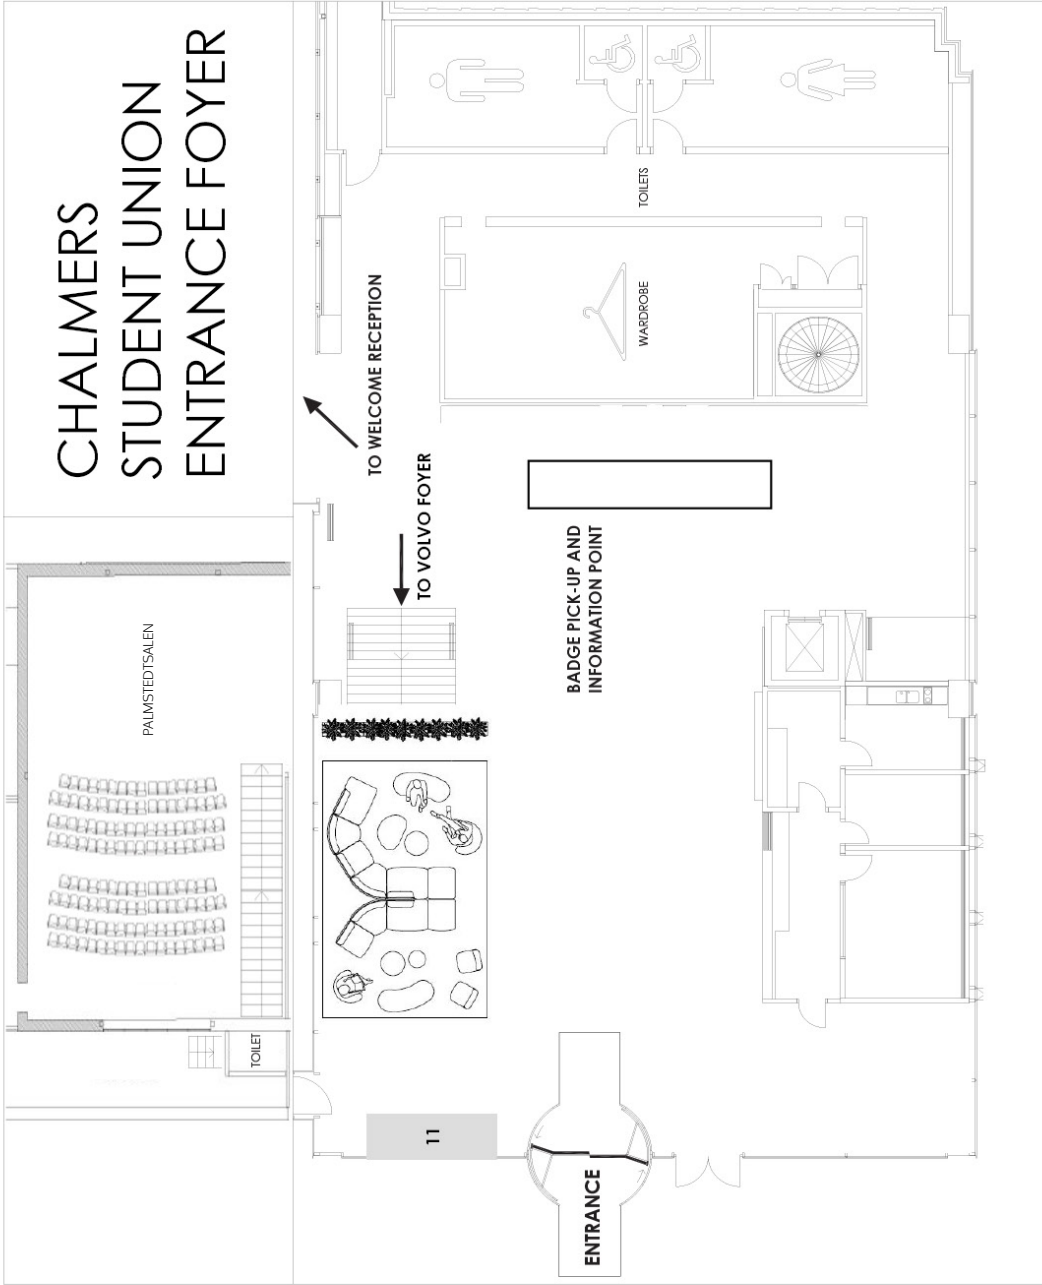 CHALMERS
STUDENT UNION
ENTRANCE FOYER
PALMSTEDTSALEN
TOILET
TO WELCOME RECEPTION
TO VOLVO FOYER
11
BADGE PICK-UP AND
INFORMATION POINT
ENTRANCE
TOILETS
WARDROBE